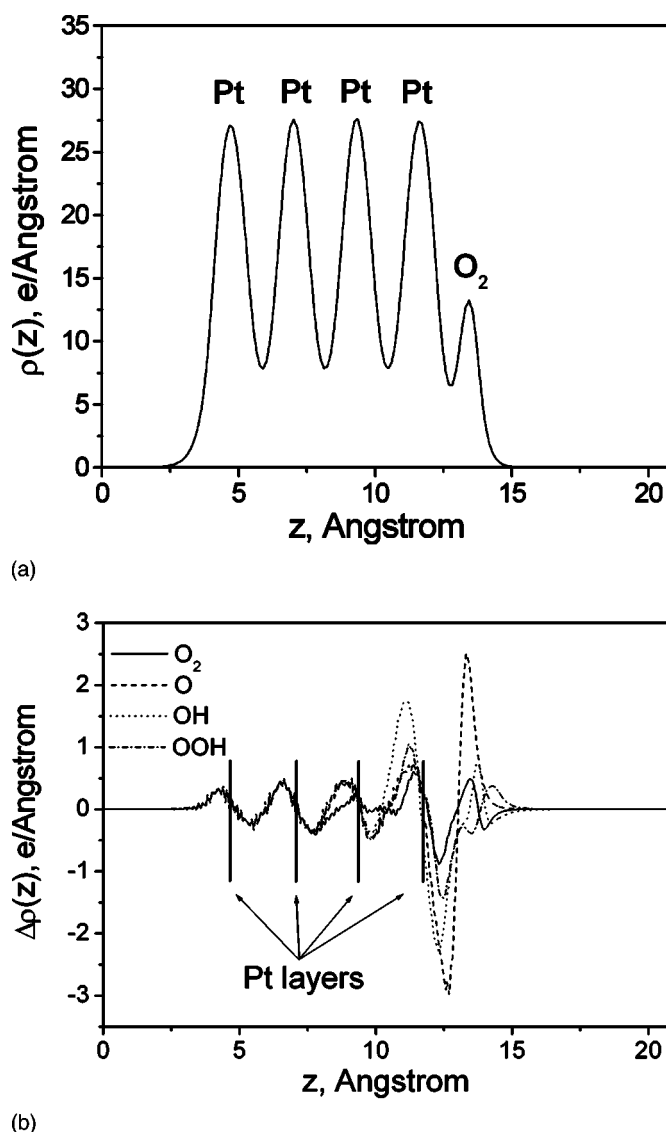 35
30
25
20
15
10
5
0
Pt Pt Pt Pt
O₂
ρ(z), e/Angstrom
0 5 10 15 20
z, Angstrom
(a)
3
2
1
0
-1
-2
-3
O₂
O
OH
OOH
Pt layers
Δρ(z), e/Angstrom
0 5 10 15 20
z, Angstrom
(b)